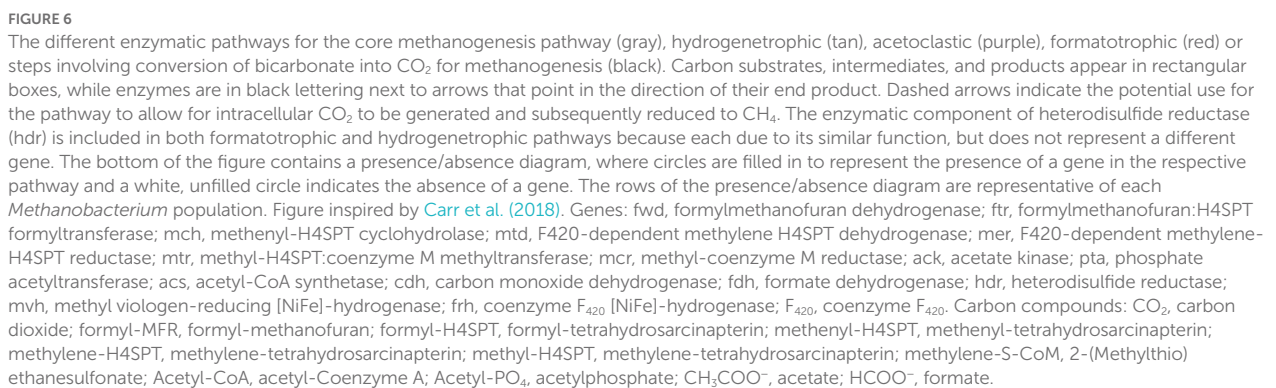 FIGURE 6
The different enzymatic pathways for the core methanogenesis pathway (gray), hydrogenetrophic (tan), acetoclastic (purple), formatotrophic (red) or
steps involving conversion of bicarbonate into CO₂ for methanogenesis (black). Carbon substrates, intermediates, and products appear in rectangular
boxes, while enzymes are in black lettering next to arrows that point in the direction of their end product. Dashed arrows indicate the potential use for
the pathway to allow for intracellular CO₂ to be generated and subsequently reduced to CH₄. The enzymatic component of heterodisulfide reductase
(hdr) is included in both formatotrophic and hydrogenetrophic pathways because each due to its similar function, but does not represent a different
gene. The bottom of the figure contains a presence/absence diagram, where circles are filled in to represent the presence of a gene in the respective
pathway and a white, unfilled circle indicates the absence of a gene. The rows of the presence/absence diagram are representative of each
Methanobacterium population. Figure inspired by Carr et al. (2018). Genes: fwd, formylmethanofuran dehydrogenase; ftr, formylmethanofuran:H4SPT
formyltransferase; mch, methenyl-H4SPT cyclohydrolase; mtd, F420-dependent methylene H4SPT dehydrogenase; mer, F420-dependent methylene-
H4SPT reductase; mtr, methyl-H4SPT:coenzyme M methyltransferase; mcr, methyl-coenzyme M reductase; ack, acetate kinase; pta, phosphate
acetyltransferase; acs, acetyl-CoA synthetase; cdh, carbon monoxide dehydrogenase; fdh, formate dehydrogenase; hdr, heterodisulfide reductase;
mvh, methyl viologen-reducing [NiFe]-hydrogenase; frh, coenzyme F₄₂₀ [NiFe]-hydrogenase; F₄₂₀, coenzyme F₄₂₀. Carbon compounds: CO₂, carbon
dioxide; formyl-MFR, formyl-methanofuran; formyl-H4SPT, formyl-tetrahydrosarcinapterin; methenyl-H4SPT, methenyl-tetrahydrosarcinapterin;
methylene-H4SPT, methylene-tetrahydrosarcinapterin; methyl-H4SPT, methylene-tetrahydrosarcinapterin; methylene-S-CoM, 2-(Methylthio)
ethanesulfonate; Acetyl-CoA, acetyl-Coenzyme A; Acetyl-PO₄, acetylphosphate; CH₃COO⁻, acetate; HCOO⁻, formate.